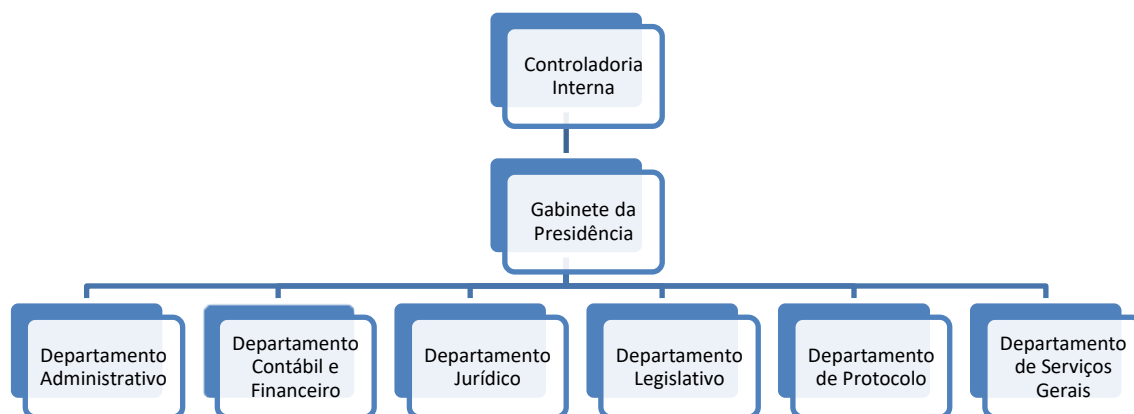 Controladoria
Interna
Gabinete da
Presidência
Departamento
Administrativo
Departamento
Contábil e
Financeiro
Departamento
Jurídico
Departamento
Legislativo
Departamento
de Protocolo
Departamento
de Serviços
Gerais